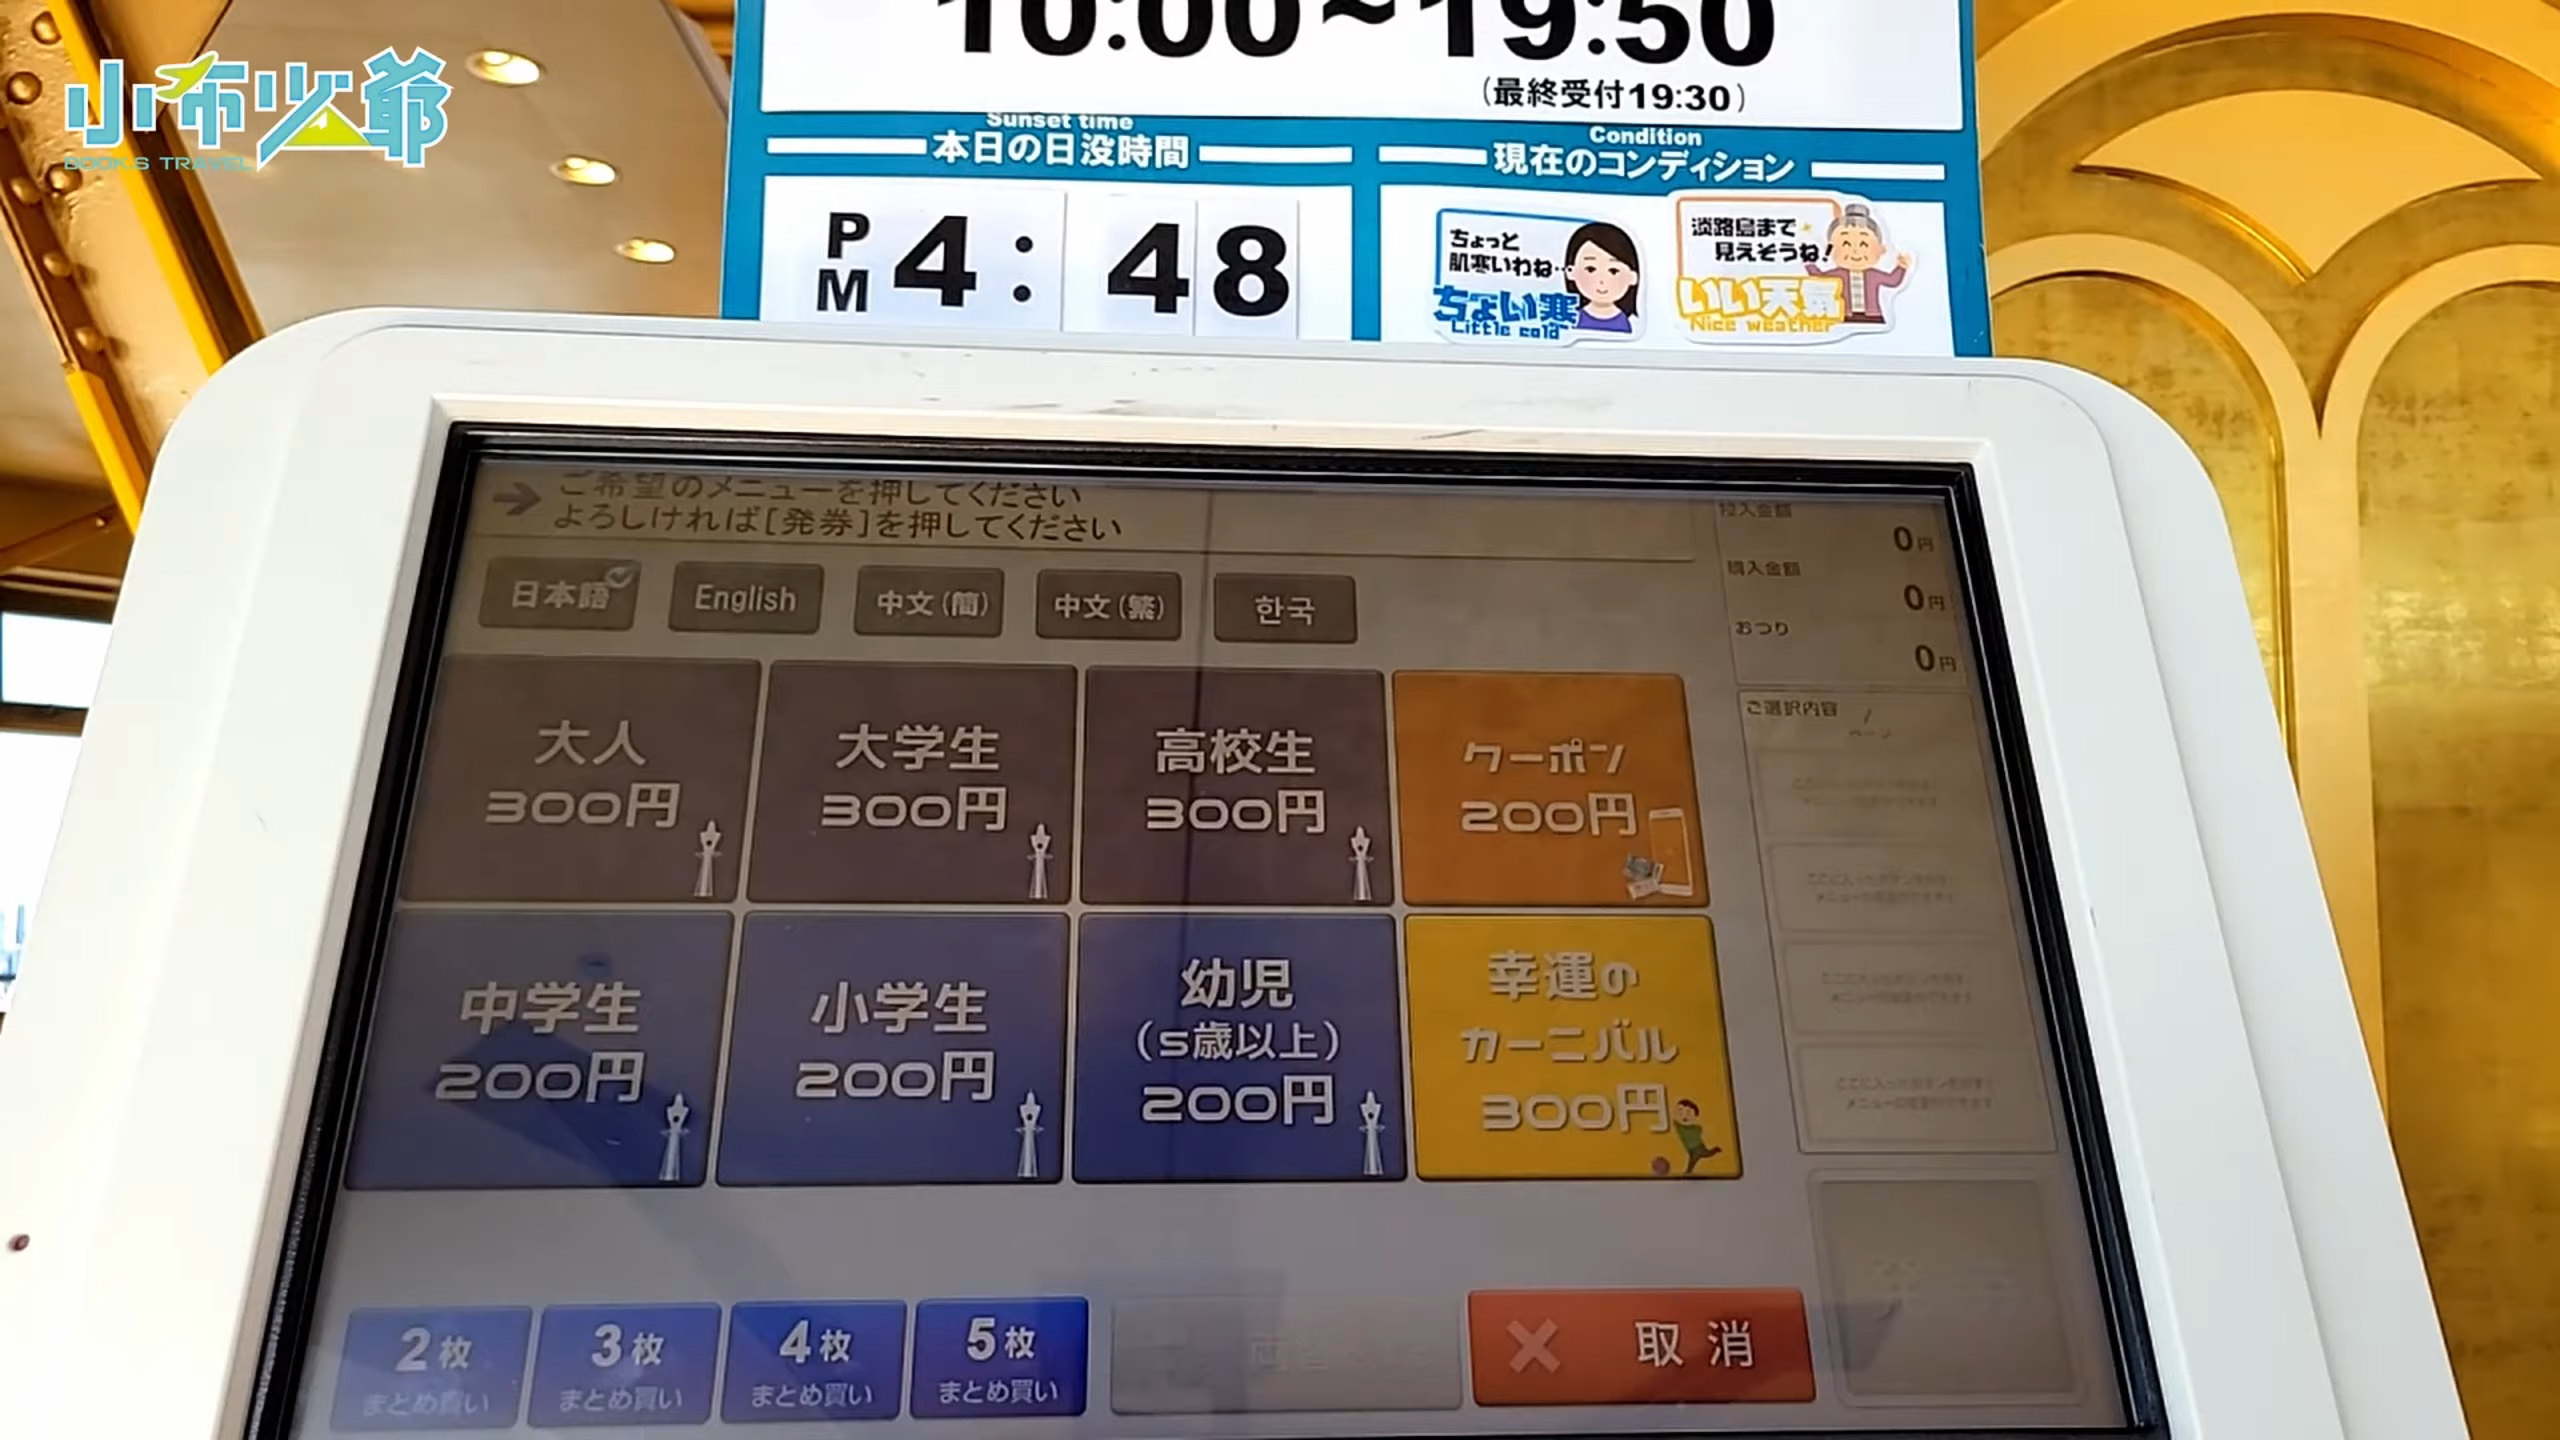 小布少爺
BOOK.S TRAVEL
10:00~19:50
(最終受付19:30)
Sunset time
本日の日没時間
PM 4:48
Condition
現在のコンディション
ちょっと
肌寒いわね…
ちょい寒
Little cold
淡路島まで
見えそうね!
いい天気
Nice weather
ご希望のメニューを押してください
よろしければ[発券]を押してください
投入金額
0円
購入金額
0円
おつり
0円
日本語
English
中文(簡)
中文(繁)
한국
ご選択内容 /
ページ
大人
300円
大学生
300円
高校生
300円
クーポン
200円
中学生
200円
小学生
200円
幼児
(5歳以上)
200円
幸運の
カーニバル
300円
2枚
まとめ買い
3枚
まとめ買い
4枚
まとめ買い
5枚
まとめ買い
取消